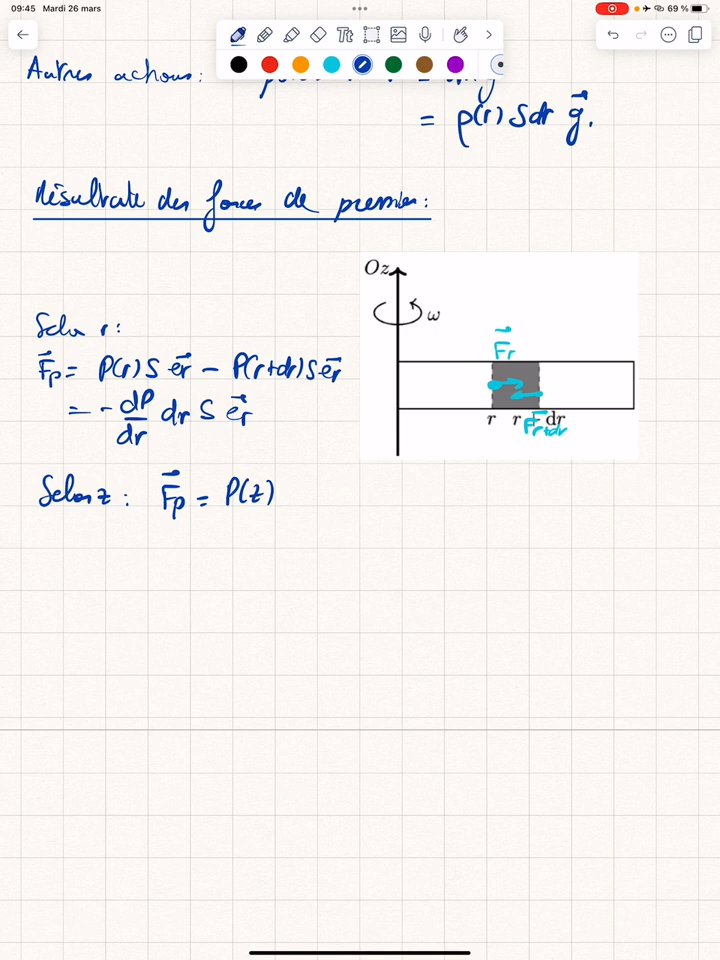 09:45 Mardi 26 mars
69 %
Tt
Autres actions :
= ρ(r) S dr g⃗.
Résultante des forces de pression :
Selon r :
F⃗p = P(r) S e⃗r − P(r+dr) S e⃗r
= − dP/dr dr S e⃗r
Selon z : F⃗p = P(z)
Oz
ω
F⃗r
r r + dr
F⃗r+dr